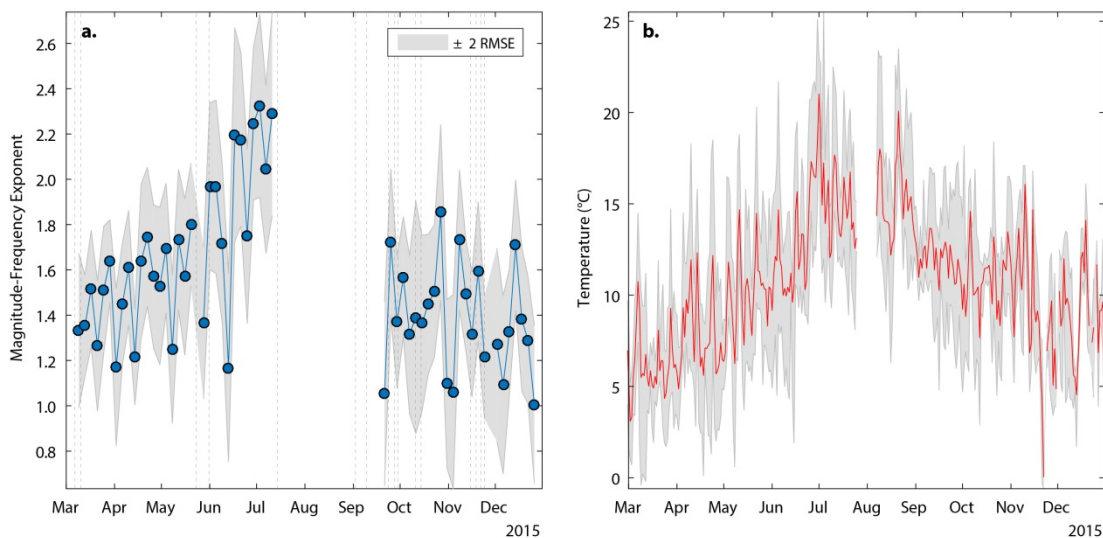 a.
± 2 RMSE
Magnitude-Frequency Exponent
2.6
2.4
2.2
2.0
1.8
1.6
1.4
1.2
1.0
0.8
Mar Apr May Jun Jul Aug Sep Oct Nov Dec
2015
b.
Temperature (°C)
25
20
15
10
5
0
Mar Apr May Jun Jul Aug Sep Oct Nov Dec
2015